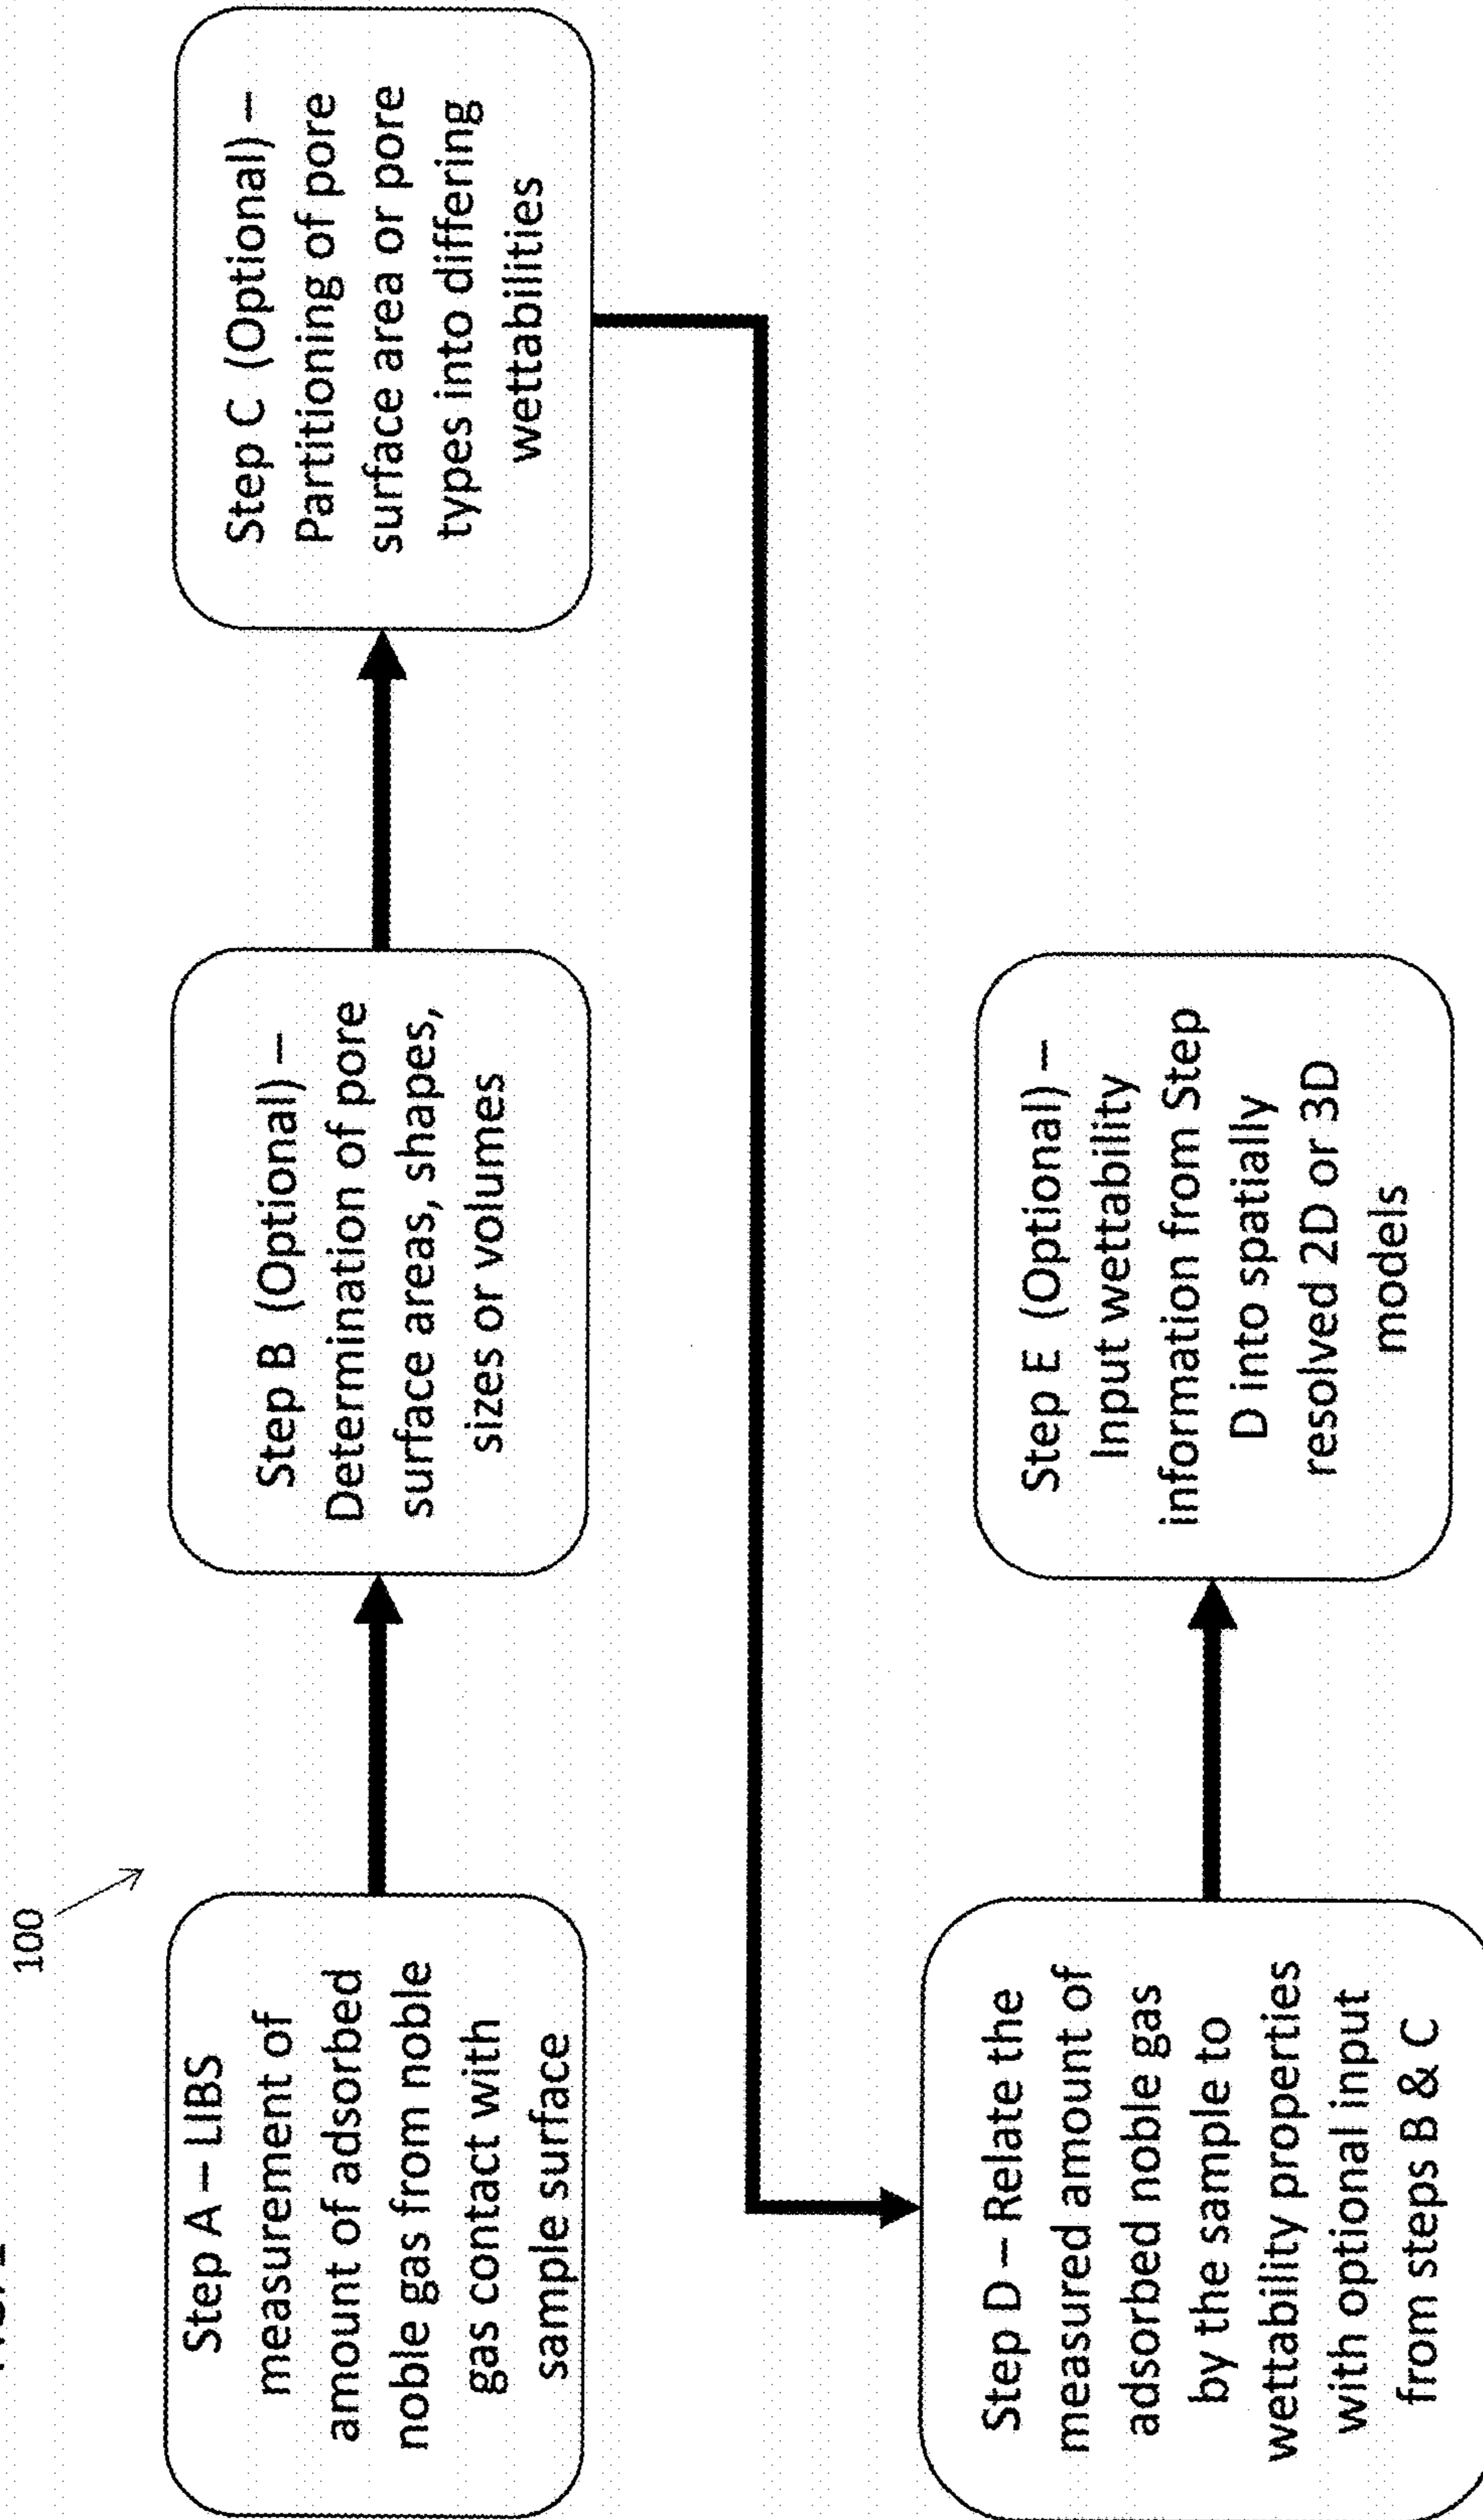 100
Step A – LIBS
measurement of
amount of adsorbed
noble gas from noble
gas contact with
sample surface
Step B (Optional) –
Determination of pore
surface areas, shapes,
sizes or volumes
Step C (Optional) –
Partitioning of pore
surface area or pore
types into differing
wettabilities
Step D – Relate the
measured amount of
adsorbed noble gas
by the sample to
wettability properties
with optional input
from steps B & C
Step E (Optional) –
Input wettability
information from Step
D into spatially
resolved 2D or 3D
models